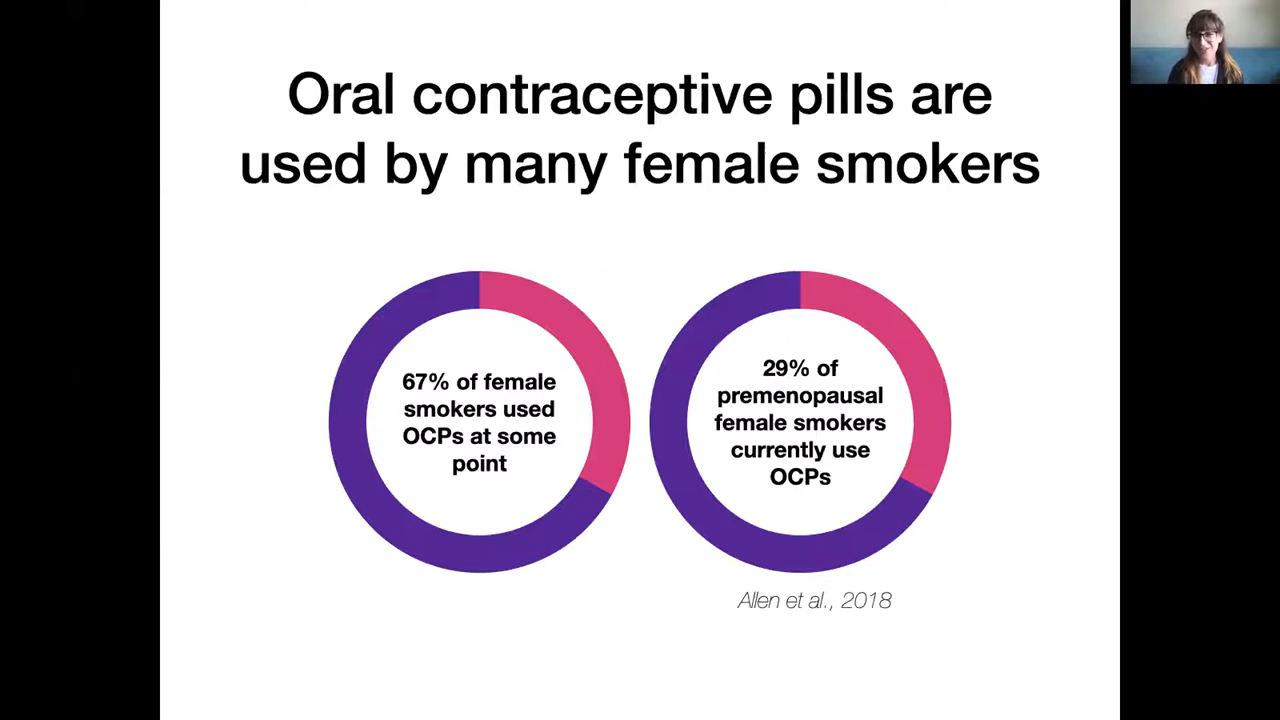 Oral contraceptive pills are
used by many female smokers
67% of female
smokers used
OCPs at some
point
29% of
premenopausal
female smokers
currently use
OCPs
Allen et al., 2018